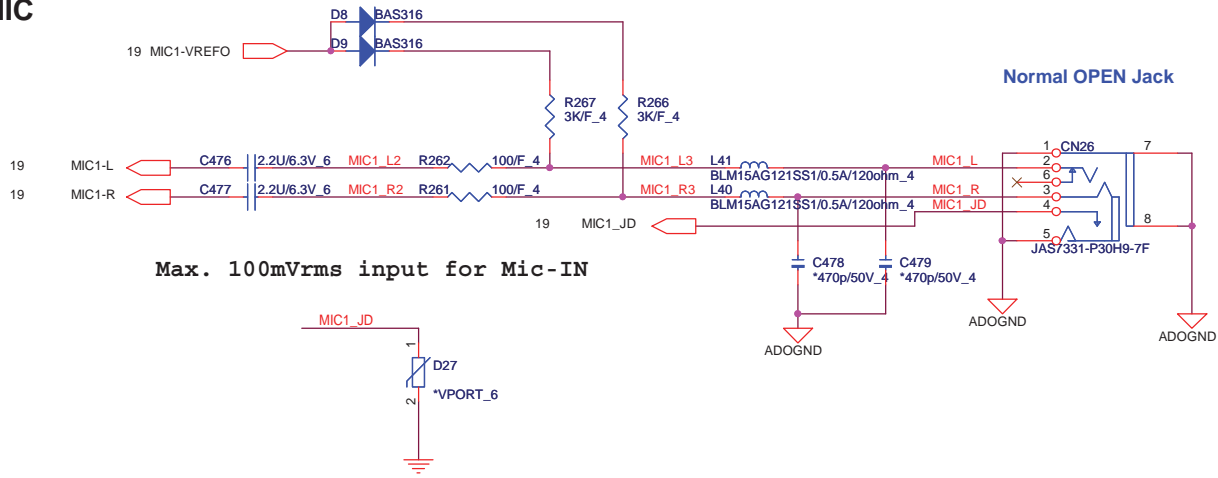 MIC
D8 BAS316
19 MIC1-VREFO D9 BAS316
Normal OPEN Jack
R267
3K/F_4
R266
3K/F_4
19 MIC1-L C476 2.2U/6.3V_6 MIC1_L2 R262 100/F_4 MIC1_L3 L41 MIC1_L
BLM15AG121SS1/0.5A/120ohm_4
19 MIC1-R C477 2.2U/6.3V_6 MIC1_R2 R261 100/F_4 MIC1_R3 L40 MIC1_R
BLM15AG121SS1/0.5A/120ohm_4
19 MIC1_JD MIC1_JD
1 CN26 7
2
6
3
4 8
5
JAS7331-P30H9-7F
Max. 100mVrms input for Mic-IN
C478
*470p/50V_4
C479
*470p/50V_4
ADOGND
ADOGND
ADOGND
MIC1_JD
1
D27
*VPORT_6
2